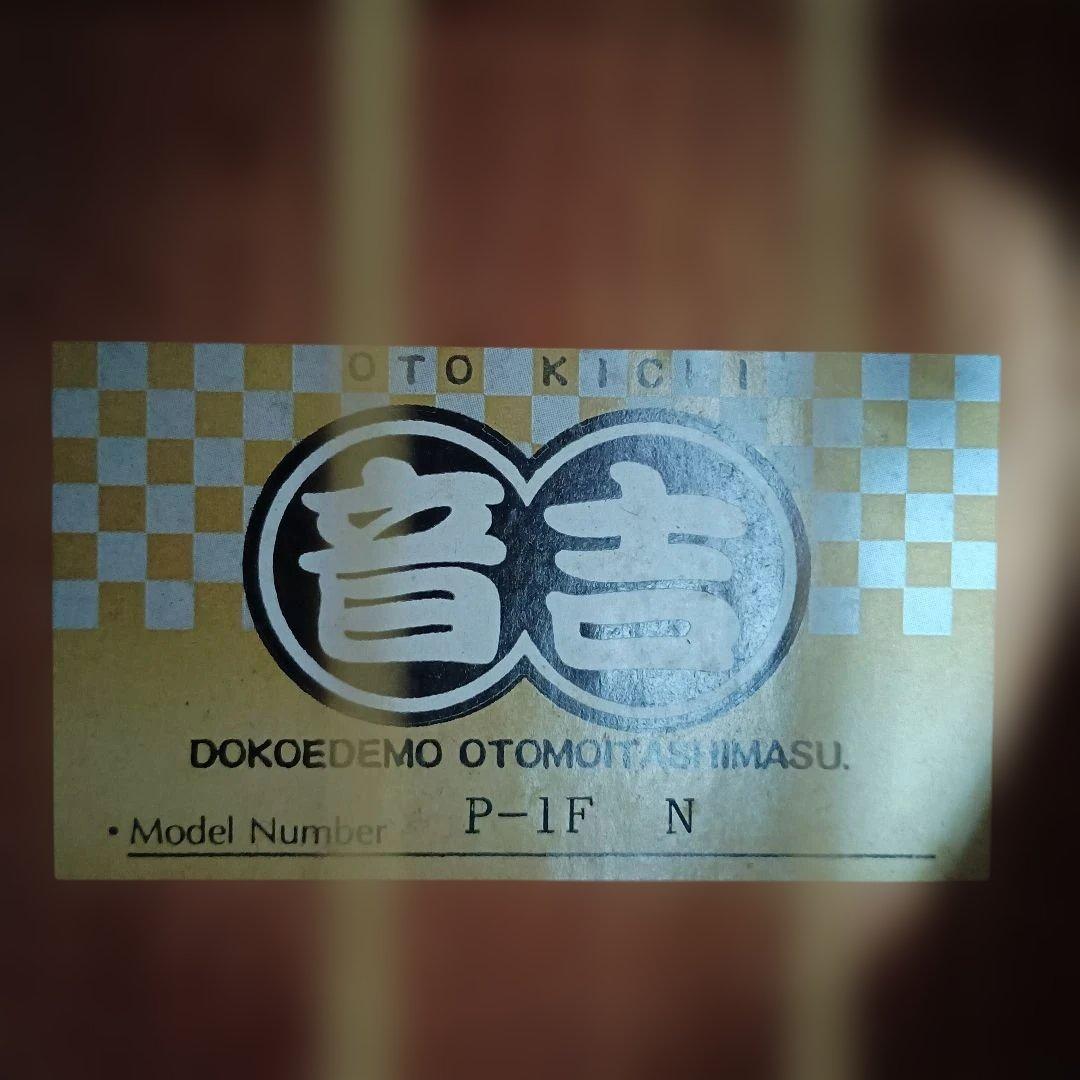 OTO KICHI
音吉
DOKOEDEMO OTOMOITASHIMASU.
• Model Number P-1F N